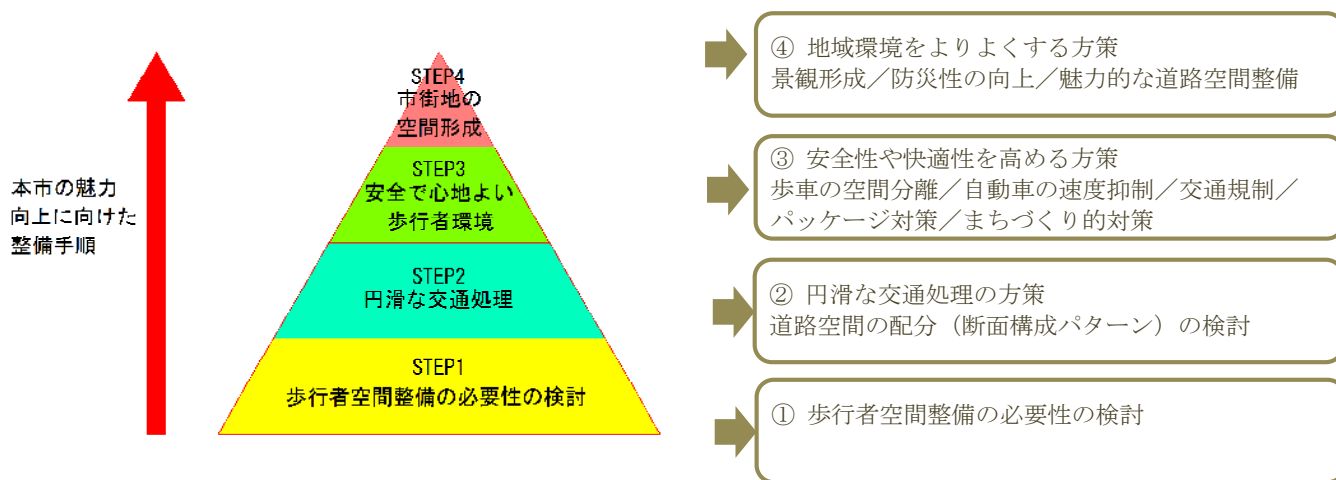 本市の魅力
向上に向けた
整備手順
STEP4
市街地の
空間形成
STEP3
安全で心地よい
歩行者環境
STEP2
円滑な交通処理
STEP1
歩行者空間整備の必要性の検討
④ 地域環境をよりよくする方策
景観形成／防災性の向上／魅力的な道路空間整備
③ 安全性や快適性を高める方策
歩車の空間分離／自動車の速度抑制／交通規制／
パッケージ対策／まちづくり的対策
② 円滑な交通処理の方策
道路空間の配分（断面構成パターン）の検討
① 歩行者空間整備の必要性の検討